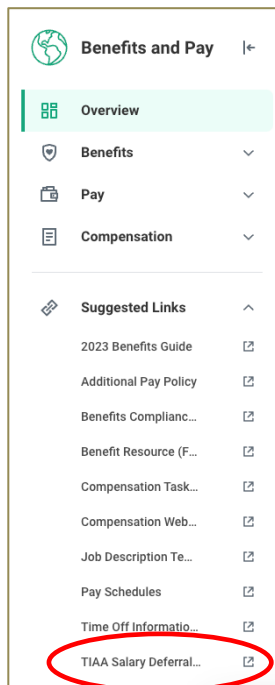 Benefits and Pay
Overview
Benefits
Pay
Compensation
Suggested Links
2023 Benefits Guide
Additional Pay Policy
Benefits Complianc...
Benefit Resource (F...
Compensation Task...
Compensation Web...
Job Description Te...
Pay Schedules
Time Off Informatio...
TIAA Salary Deferral...